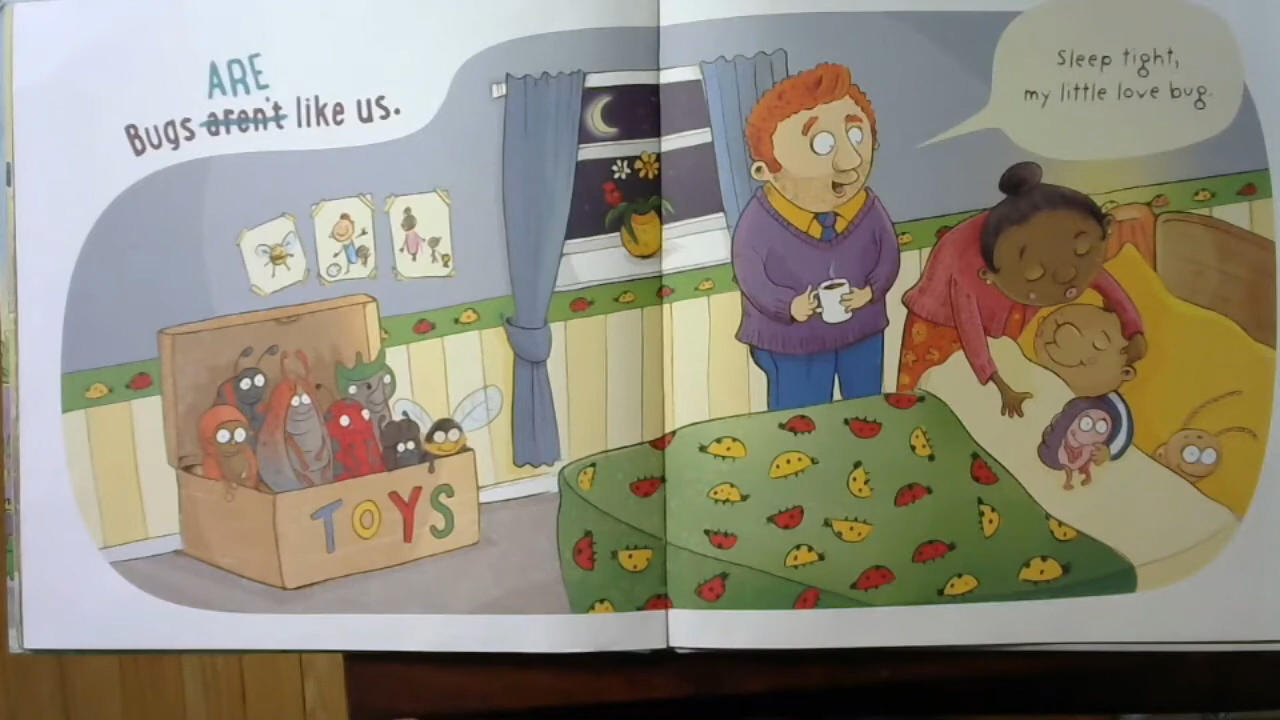 ARE
Bugs aren't like us.
Sleep tight,
my little love bug.
TOYS